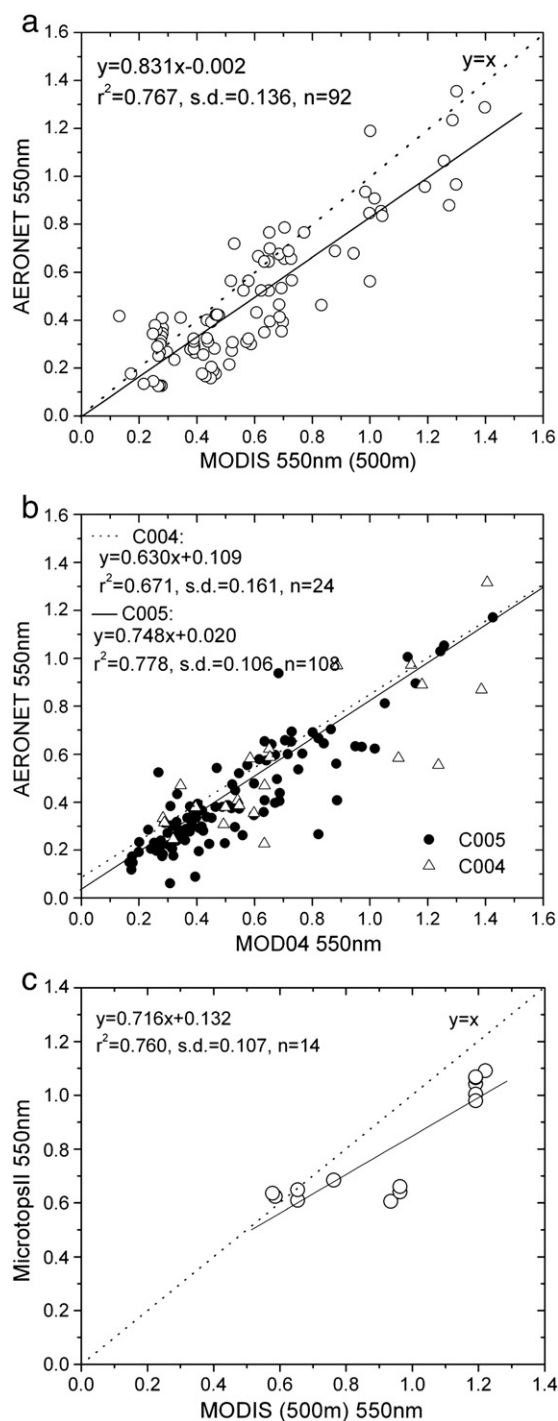 a
y=0.831x-0.002
r²=0.767, s.d.=0.136, n=92
y=x
1.6
1.4
1.2
1.0
0.8
0.6
0.4
0.2
0.0
AERONET 550nm
0.0 0.2 0.4 0.6 0.8 1.0 1.2 1.4 1.6
MODIS 550nm (500m)
b
C004:
y=0.630x+0.109
r²=0.671, s.d.=0.161, n=24
C005:
y=0.748x+0.020
r²=0.778, s.d.=0.106, n=108
C005
C004
1.6
1.4
1.2
1.0
0.8
0.6
0.4
0.2
0.0
AERONET 550nm
0.0 0.2 0.4 0.6 0.8 1.0 1.2 1.4 1.6
MOD04 550nm
c
y=0.716x+0.132
r²=0.760, s.d.=0.107, n=14
y=x
1.4
1.2
1.0
0.8
0.6
0.4
0.2
0.0
MicrotopsII 550nm
0.0 0.2 0.4 0.6 0.8 1.0 1.2 1.4
MODIS (500m) 550nm